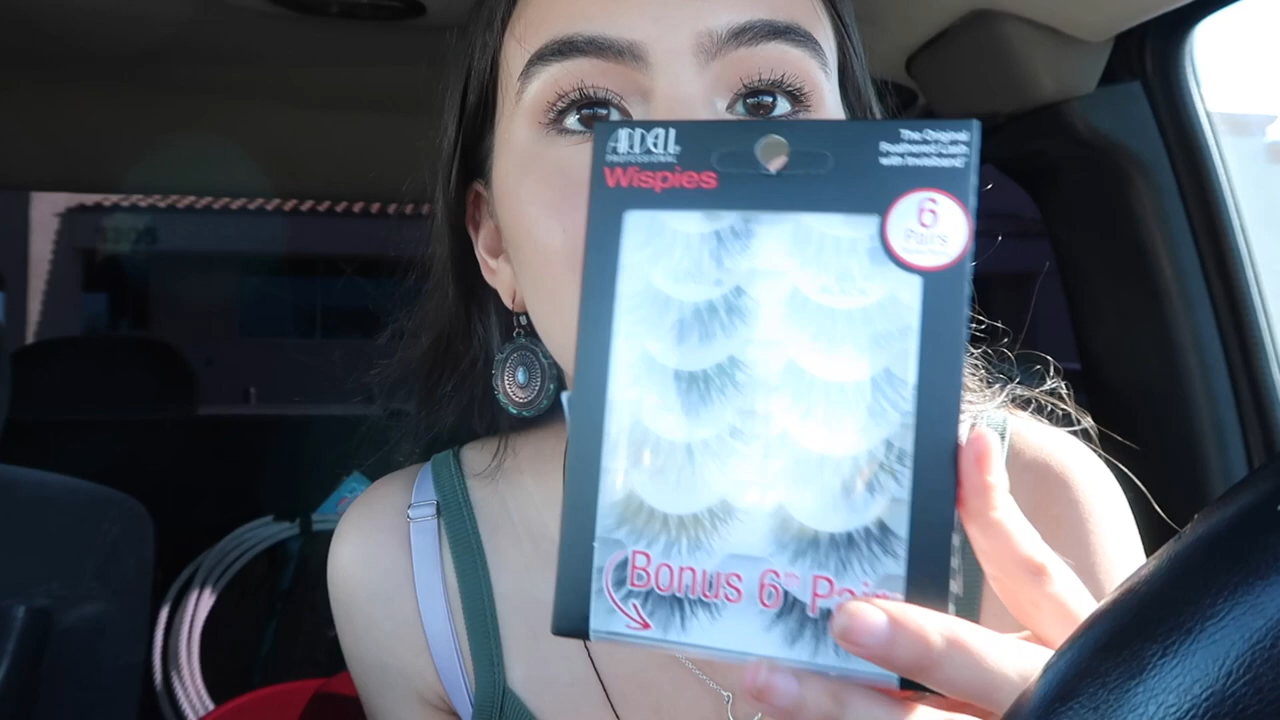 ARDELL
PROFESSIONAL
Wispies
The Original
Feathered Lash
with Invisiband
6
Pairs
Bonus 6th Pair